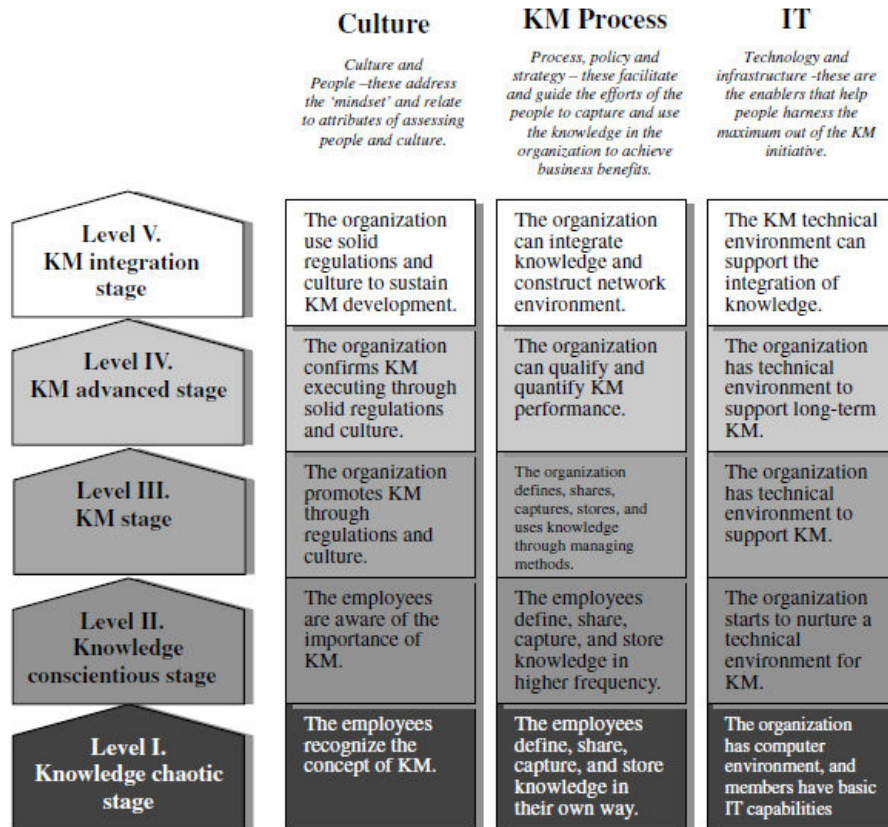 Culture
Culture and
People –these address
the 'mindset' and relate
to attributes of assessing
people and culture.
KM Process
Process, policy and
strategy – these facilitate
and guide the efforts of the
people to capture and use
the knowledge in the
organization to achieve
business benefits.
IT
Technology and
infrastructure -these are
the enablers that help
people harness the
maximum out of the KM
initiative.
Level V.
KM integration
stage
The organization
use solid
regulations and
culture to sustain
KM development.
The organization
can integrate
knowledge and
construct network
environment.
The KM technical
environment can
support the
integration of
knowledge.
Level IV.
KM advanced stage
The organization
confirms KM
executing through
solid regulations
and culture.
The organization
can qualify and
quantify KM
performance.
The organization
has technical
environment to
support long-term
KM.
Level III.
KM stage
The organization
promotes KM
through
regulations and
culture.
The organization
defines, shares,
captures, stores, and
uses knowledge
through managing
methods.
The organization
has technical
environment to
support KM.
Level II.
Knowledge
conscientious stage
The employees
are aware of the
importance of
KM.
The employees
define, share,
capture, and store
knowledge in
higher frequency.
The organization
starts to nurture a
technical
environment for
KM.
Level I.
Knowledge chaotic
stage
The employees
recognize the
concept of KM.
The employees
define, share,
capture, and store
knowledge in
their own way.
The organization
has computer
environment, and
members have basic
IT capabilities